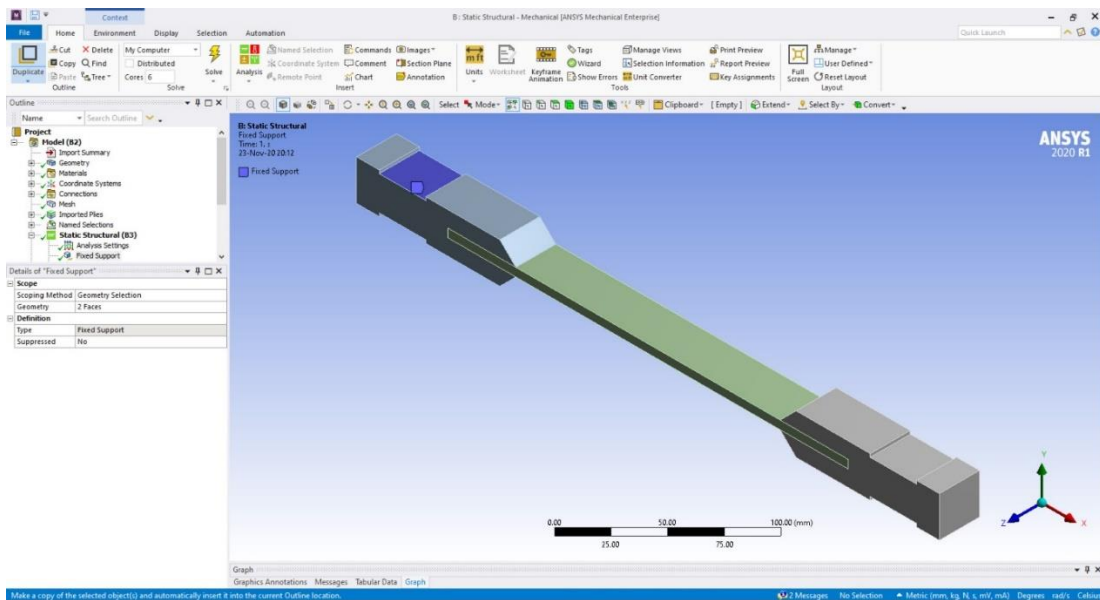 Context
B : Static Structural - Mechanical [ANSYS Mechanical Enterprise]
File Home Environment Display Selection Automation Quick Launch
Duplicate
Cut
Copy
Paste
Delete
Find
Tree
Outline
My Computer
Distributed
Cores 6
Solve
Solve
Analysis
Named Selection
Coordinate System
Remote Point
Commands
Comment
Chart
Images
Section Plane
Annotation
Insert
Units
Worksheet
Keyframe Animation
Tags
Wizard
Show Errors
Manage Views
Selection Information
Unit Converter
Print Preview
Report Preview
Key Assignments
Tools
Full Screen
Manage
User Defined
Reset Layout
Layout
Outline
Name Search Outline
Project
Model (B2)
Import Summary
Geometry
Materials
Coordinate Systems
Connections
Mesh
Imported Plies
Named Selections
Static Structural (B3)
Analysis Settings
Fixed Support
Select Mode Clipboard [ Empty ] Extend Select By Convert
Details of "Fixed Support"
Scope
Scoping Method Geometry Selection
Geometry 2 Faces
Definition
Type Fixed Support
Suppressed No
B: Static Structural
Fixed Support
Time: 1. s
23-Nov-20 20:12
Fixed Support
ANSYS
2020 R1
0.00 50.00 100.00 (mm)
25.00 75.00
Y
Z
X
Graph
Graphics Annotations Messages Tabular Data Graph
Make a copy of the selected object(s) and automatically insert it into the current Outline location. 2 Messages No Selection Metric (mm, kg, N, s, mV, mA) Degrees rad/s Celsius